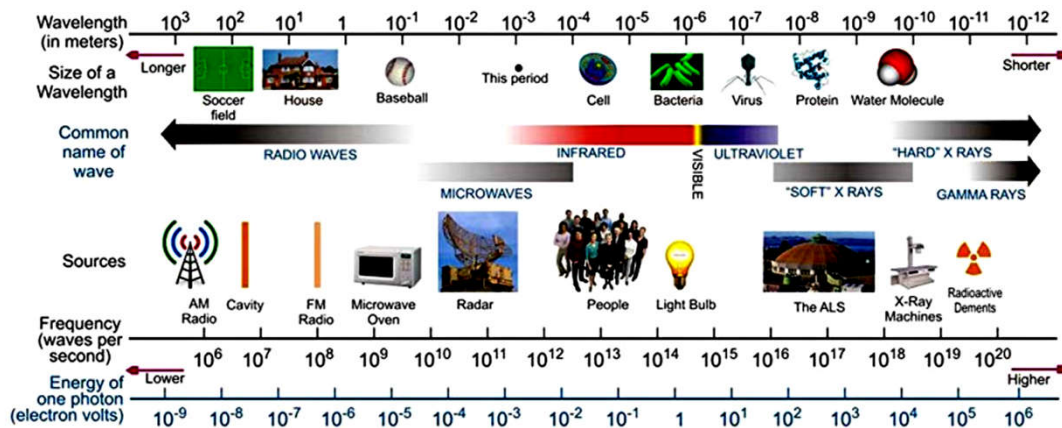 Wavelength (in meters)
10³ 10² 10¹ 1 10⁻¹ 10⁻² 10⁻³ 10⁻⁴ 10⁻⁵ 10⁻⁶ 10⁻⁷ 10⁻⁸ 10⁻⁹ 10⁻¹⁰ 10⁻¹¹ 10⁻¹²
Longer
Shorter
Size of a
Wavelength
Soccer
field
House
Baseball
This period
Cell
Bacteria
Virus
Protein
Water Molecule
Common
name of
wave
RADIO WAVES
INFRARED
VISIBLE
ULTRAVIOLET
"HARD" X RAYS
MICROWAVES
"SOFT" X RAYS
GAMMA RAYS
Sources
AM
Radio
Cavity
FM
Radio
Microwave
Oven
Radar
People
Light Bulb
The ALS
X-Ray
Machines
Radioactive
Dements
Frequency
(waves per
second)
10⁶ 10⁷ 10⁸ 10⁹ 10¹⁰ 10¹¹ 10¹² 10¹³ 10¹⁴ 10¹⁵ 10¹⁶ 10¹⁷ 10¹⁸ 10¹⁹ 10²⁰
Lower
Higher
Energy of
one photon
(electron volts)
10⁻⁹ 10⁻⁸ 10⁻⁷ 10⁻⁶ 10⁻⁵ 10⁻⁴ 10⁻³ 10⁻² 10⁻¹ 1 10¹ 10² 10³ 10⁴ 10⁵ 10⁶